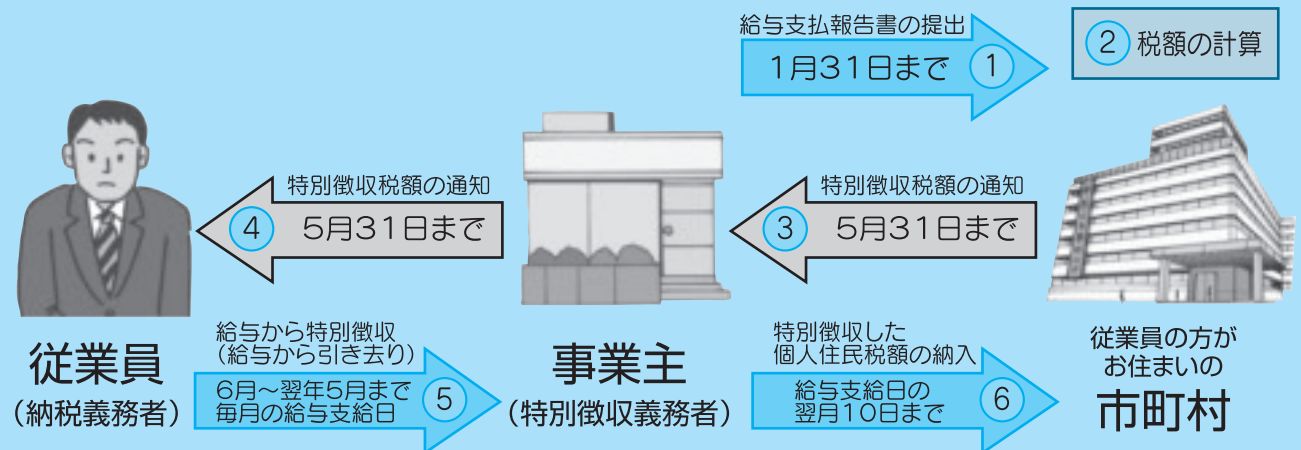 給与支払報告書の提出
1月31日まで ①
② 税額の計算
特別徴収税額の通知
③ 5月31日まで
特別徴収税額の通知
④ 5月31日まで
給与から特別徴収
（給与から引き去り）
6月～翌年5月まで
毎月の給与支給日
⑤
特別徴収した
個人住民税額の納入
給与支給日の
翌月10日まで
⑥
従業員
（納税義務者）
事業主
（特別徴収義務者）
従業員の方が
お住まいの
市町村